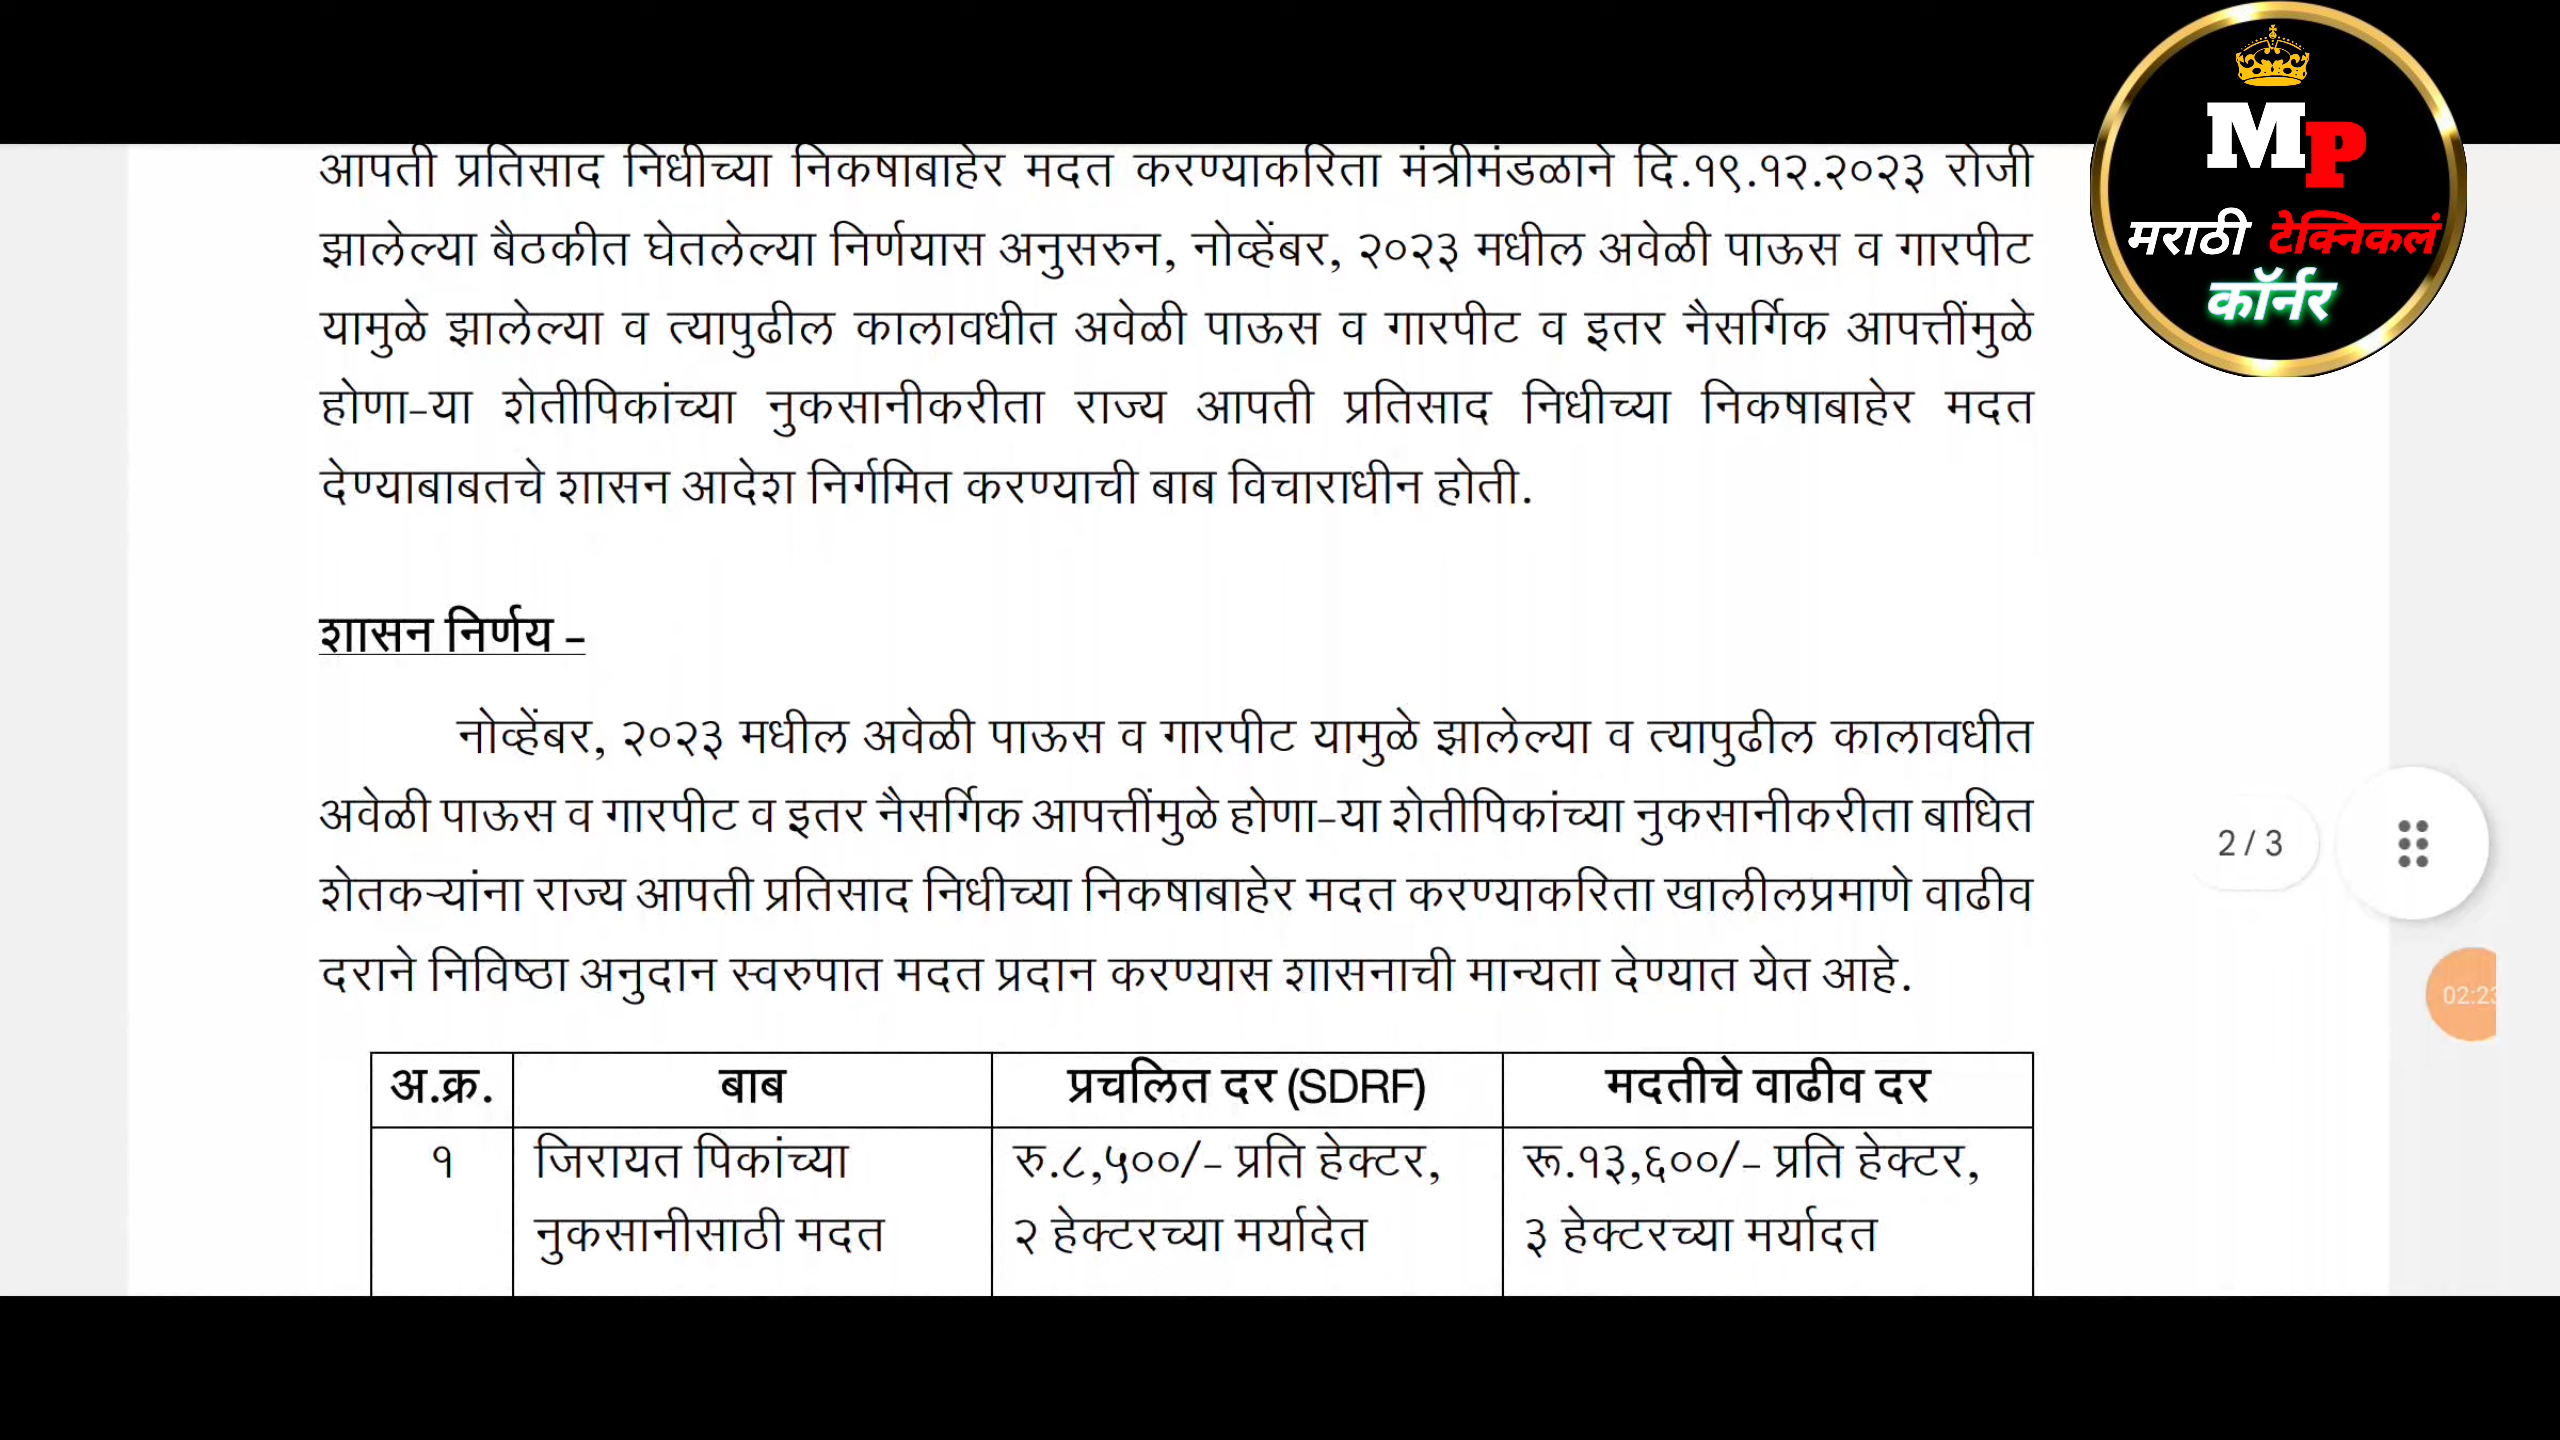 आपती प्रतिसाद निधीच्या निकषाबाहेर मदत करण्याकरिता मंत्रीमंडळाने दि.१९.१२.२०२३ रोजी
झालेल्या बैठकीत घेतलेल्या निर्णयास अनुसरुन, नोव्हेंबर, २०२३ मधील अवेळी पाऊस व गारपीट
यामुळे झालेल्या व त्यापुढील कालावधीत अवेळी पाऊस व गारपीट व इतर नैसर्गिक आपत्तींमुळे
होणा-या शेतीपिकांच्या नुकसानीकरीता राज्य आपती प्रतिसाद निधीच्या निकषाबाहेर मदत
देण्याबाबतचे शासन आदेश निर्गमित करण्याची बाब विचाराधीन होती.
MP
मराठी टेक्निकलं
कॉर्नर
शासन निर्णय -
नोव्हेंबर, २०२३ मधील अवेळी पाऊस व गारपीट यामुळे झालेल्या व त्यापुढील कालावधीत
अवेळी पाऊस व गारपीट व इतर नैसर्गिक आपत्तींमुळे होणा-या शेतीपिकांच्या नुकसानीकरीता बाधित
शेतकऱ्यांना राज्य आपती प्रतिसाद निधीच्या निकषाबाहेर मदत करण्याकरिता खालीलप्रमाणे वाढीव
दराने निविष्ठा अनुदान स्वरुपात मदत प्रदान करण्यास शासनाची मान्यता देण्यात येत आहे.
2 / 3
02:23
अ.क्र. बाब प्रचलित दर (SDRF) मदतीचे वाढीव दर
१ जिरायत पिकांच्या रु.८,५००/- प्रति हेक्टर, रू.१३,६००/- प्रति हेक्टर,
नुकसानीसाठी मदत २ हेक्टरच्या मर्यादेत ३ हेक्टरच्या मर्यादत